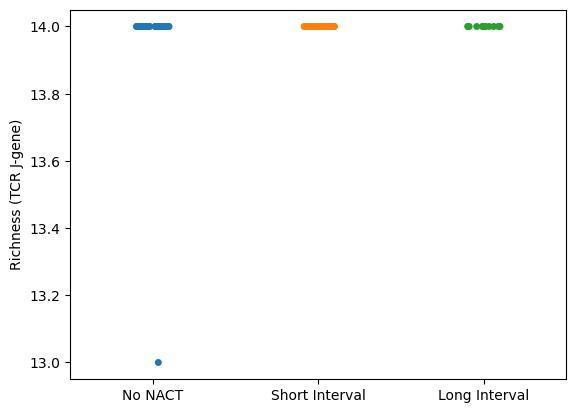 14.0
13.8
13.6
13.4
13.2
13.0
Richness (TCR J-gene)
No NACT
Short Interval
Long Interval